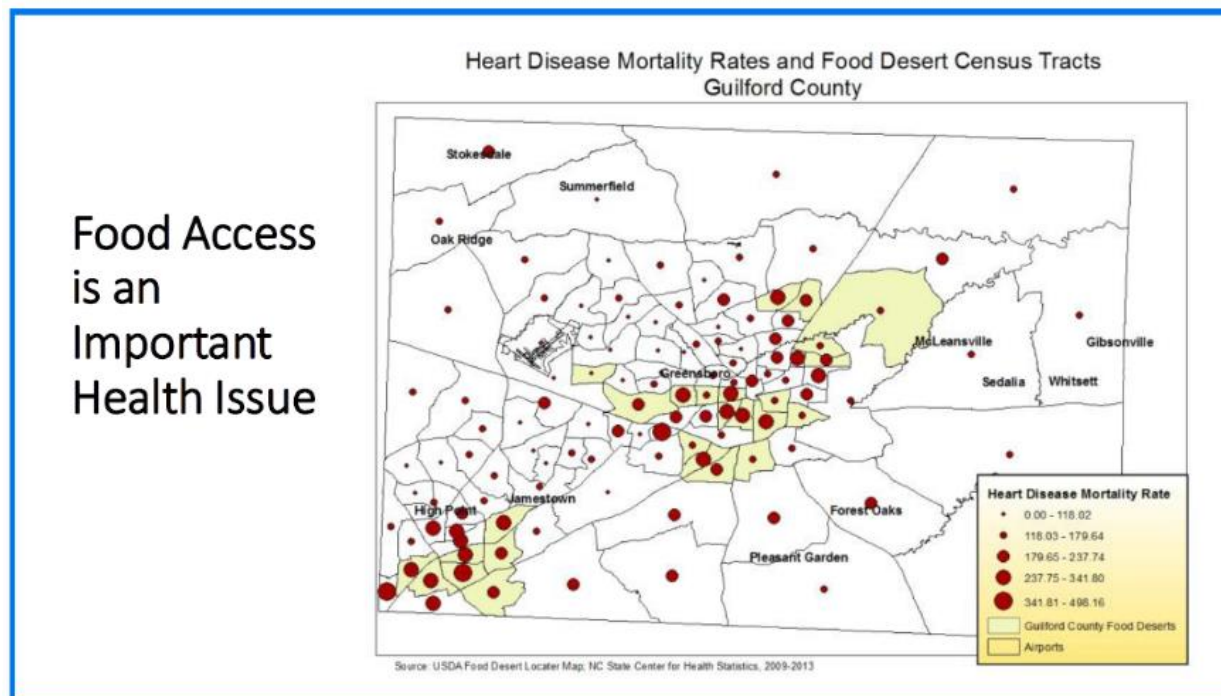 Food Access
is an
Important
Health Issue
Heart Disease Mortality Rates and Food Desert Census Tracts
Guilford County
Stokesdale
Summerfield
Oak Ridge
McLeansville
Gibsonville
Greensboro
Sedalia
Whitsett
Jamestown
High Point
Forest Oaks
Pleasant Garden
Heart Disease Mortality Rate
0.00 - 118.02
118.03 - 179.64
179.65 - 237.74
237.75 - 341.80
341.81 - 498.16
Guilford County Food Deserts
Airports
Source: USDA Food Desert Locater Map; NC State Center for Health Statistics, 2009-2013